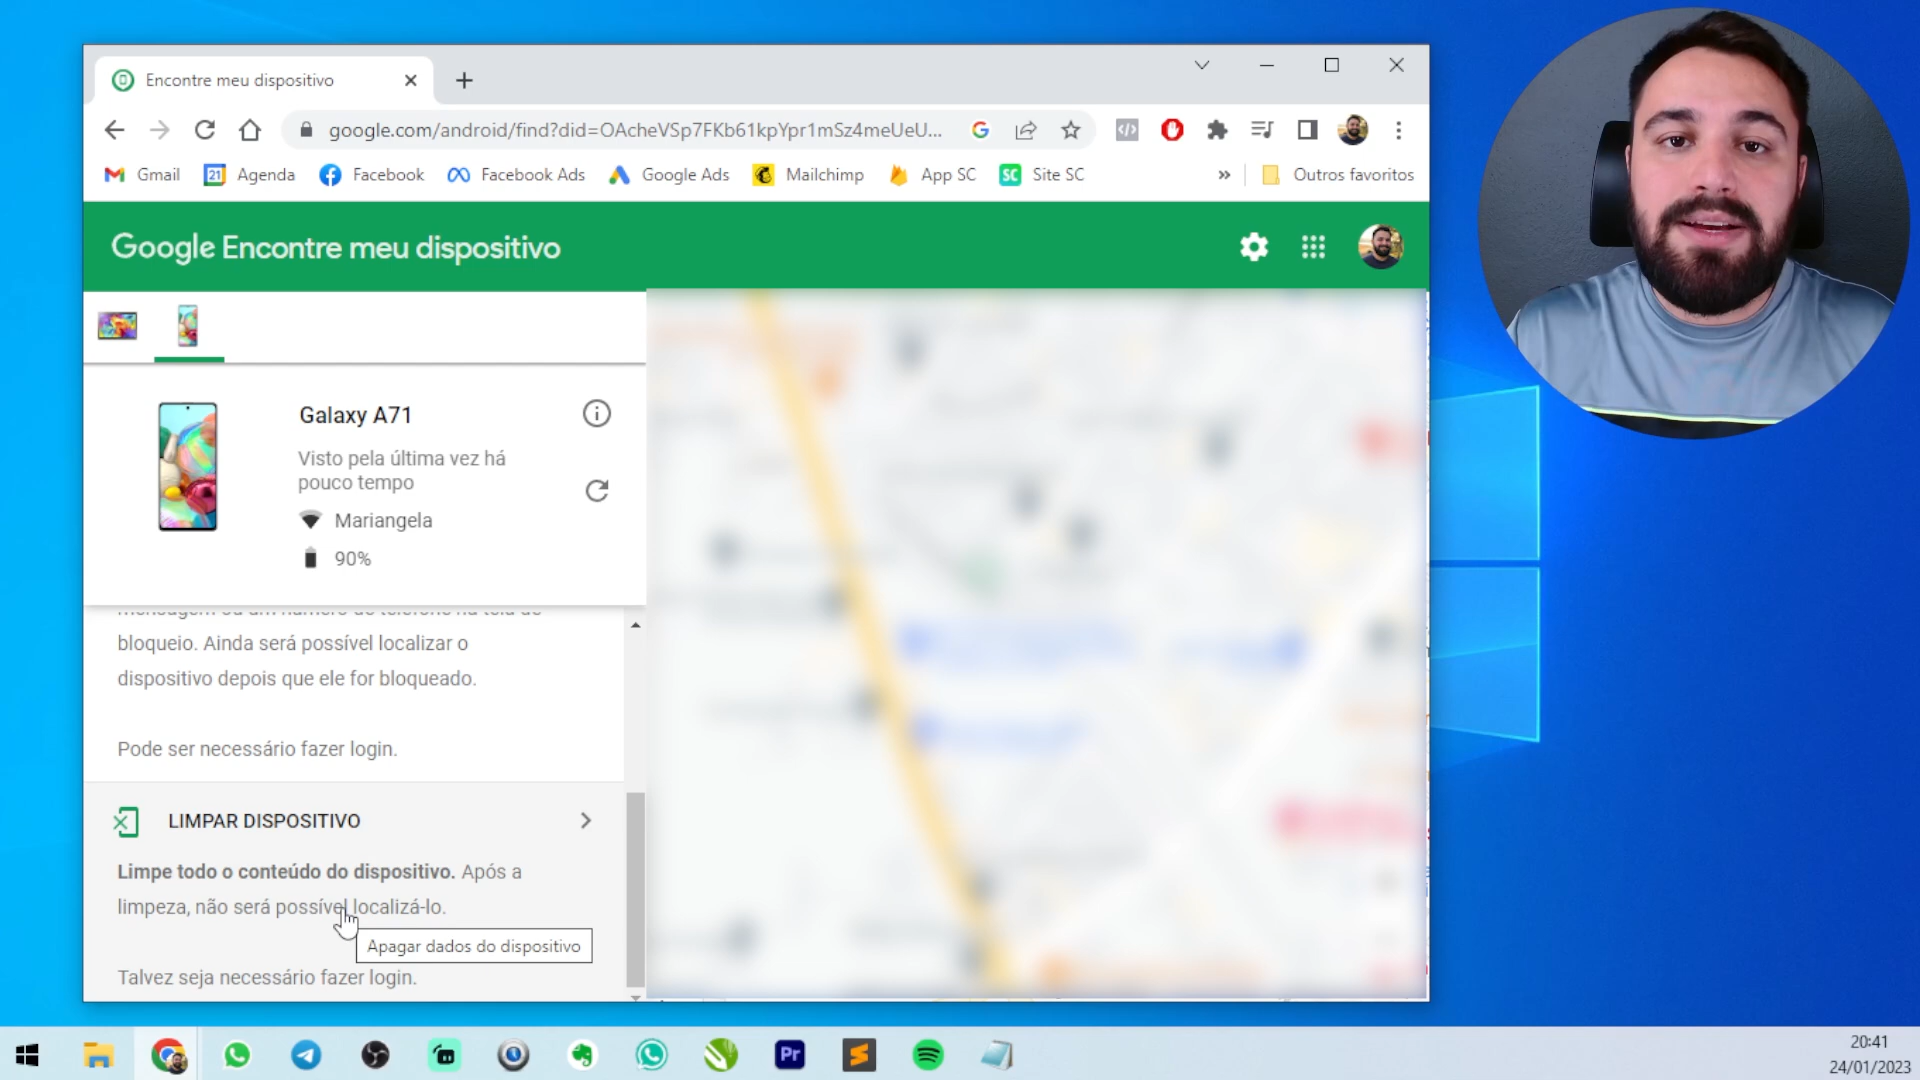 Encontre meu dispositivo
google.com/android/find?did=OAcheVSp7FKb61kpYpr1mSz4meUeU...
Gmail
21
Agenda
Facebook
Facebook Ads
Google Ads
Mailchimp
App SC
SC
Site SC
»
Outros favoritos
Google Encontre meu dispositivo
Galaxy A71
Visto pela última vez há
pouco tempo
Mariangela
90%
bloqueio. Ainda será possível localizar o
dispositivo depois que ele for bloqueado.
Pode ser necessário fazer login.
LIMPAR DISPOSITIVO
Limpe todo o conteúdo do dispositivo. Após a
limpeza, não será possível localizá-lo.
Apagar dados do dispositivo
Talvez seja necessário fazer login.
Pr
20:41
24/01/2023